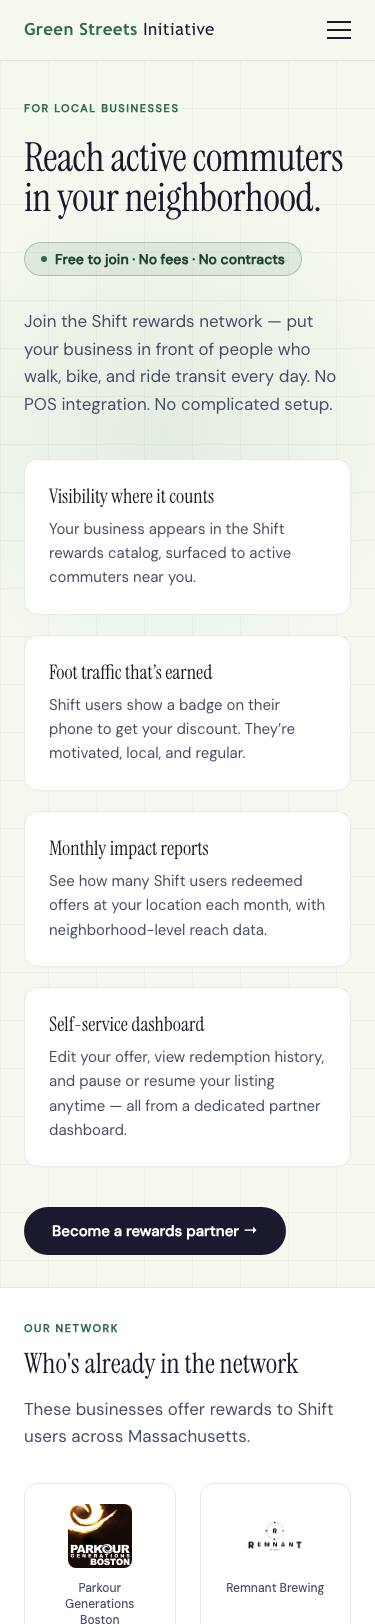 Green Streets Initiative
FOR LOCAL BUSINESSES
Reach active commuters
in your neighborhood.
Free to join · No fees · No contracts
Join the Shift rewards network — put
your business in front of people who
walk, bike, and ride transit every day. No
POS integration. No complicated setup.
Visibility where it counts
Your business appears in the Shift
rewards catalog, surfaced to active
commuters near you.
Foot traffic that’s earned
Shift users show a badge on their
phone to get your discount. They’re
motivated, local, and regular.
Monthly impact reports
See how many Shift users redeemed
offers at your location each month, with
neighborhood-level reach data.
Self-service dashboard
Edit your offer, view redemption history,
and pause or resume your listing
anytime — all from a dedicated partner
dashboard.
Become a rewards partner →
OUR NETWORK
Who's already in the network
These businesses offer rewards to Shift
users across Massachusetts.
PARKOUR
GENERATIONS
BOSTON
Parkour
Generations
Boston
R
REMNANT
Remnant Brewing